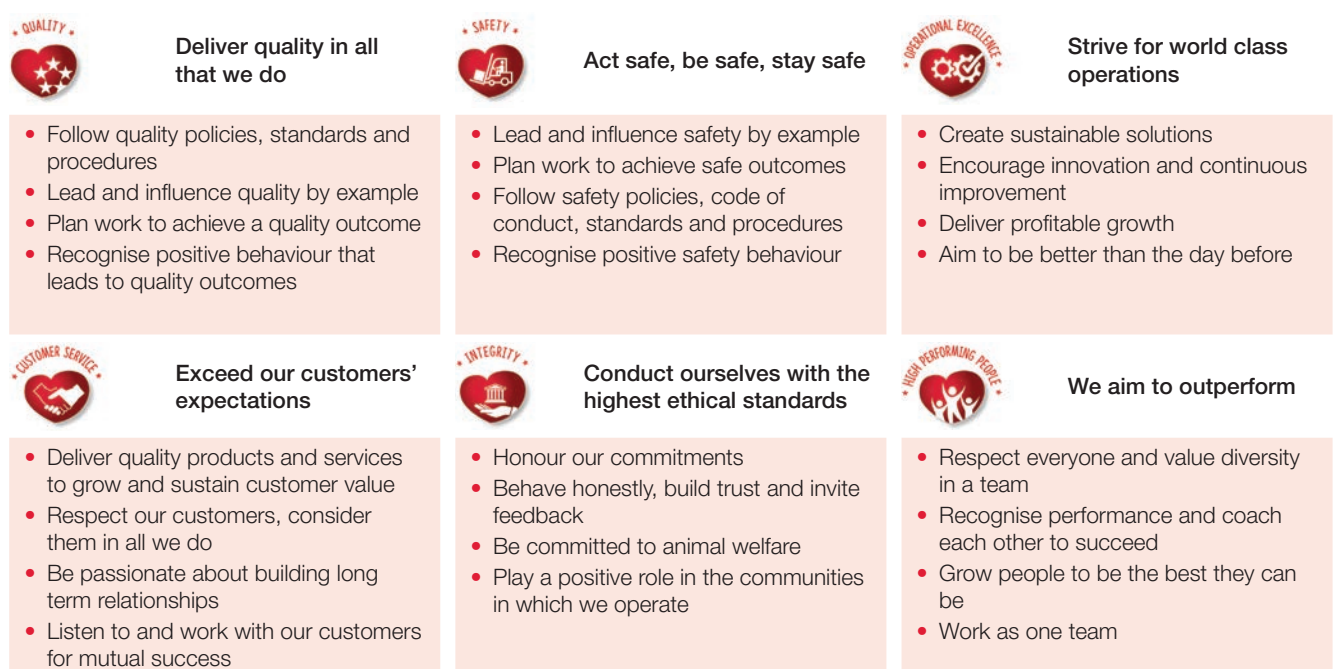 QUALITY
Deliver quality in all
that we do
• Follow quality policies, standards and
procedures
• Lead and influence quality by example
• Plan work to achieve a quality outcome
• Recognise positive behaviour that
leads to quality outcomes
SAFETY
Act safe, be safe, stay safe
• Lead and influence safety by example
• Plan work to achieve safe outcomes
• Follow safety policies, code of
conduct, standards and procedures
• Recognise positive safety behaviour
OPERATIONAL EXCELLENCE
Strive for world class
operations
• Create sustainable solutions
• Encourage innovation and continuous
improvement
• Deliver profitable growth
• Aim to be better than the day before
CUSTOMER SERVICE
Exceed our customers’
expectations
• Deliver quality products and services
to grow and sustain customer value
• Respect our customers, consider
them in all we do
• Be passionate about building long
term relationships
• Listen to and work with our customers
for mutual success
INTEGRITY
Conduct ourselves with the
highest ethical standards
• Honour our commitments
• Behave honestly, build trust and invite
feedback
• Be committed to animal welfare
• Play a positive role in the communities
in which we operate
HIGH PERFORMING PEOPLE
We aim to outperform
• Respect everyone and value diversity
in a team
• Recognise performance and coach
each other to succeed
• Grow people to be the best they can
be
• Work as one team